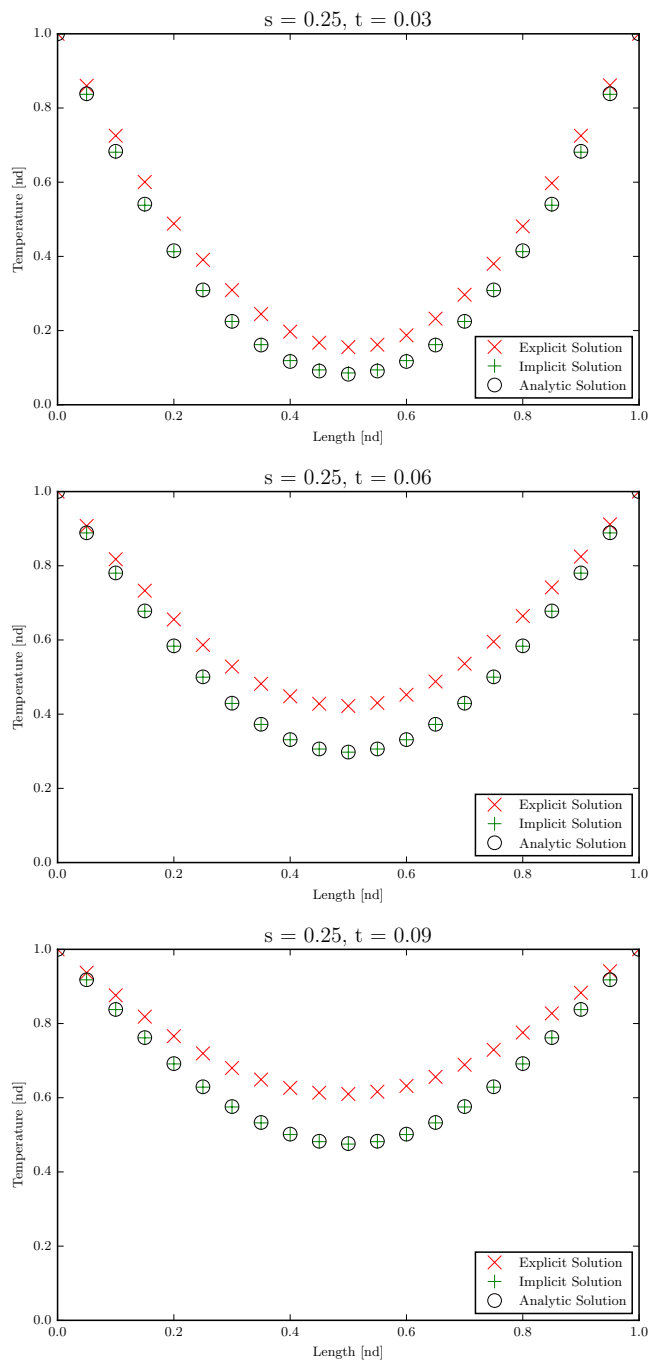 s = 0.25, t = 0.03
1.0
0.8
0.6
0.4
0.2
0.0
Temperature [nd]
Explicit Solution
Implicit Solution
Analytic Solution
0.0 0.2 0.4 0.6 0.8 1.0
Length [nd]
s = 0.25, t = 0.06
1.0
0.8
0.6
0.4
0.2
0.0
Temperature [nd]
Explicit Solution
Implicit Solution
Analytic Solution
0.0 0.2 0.4 0.6 0.8 1.0
Length [nd]
s = 0.25, t = 0.09
1.0
0.8
0.6
0.4
0.2
0.0
Temperature [nd]
Explicit Solution
Implicit Solution
Analytic Solution
0.0 0.2 0.4 0.6 0.8 1.0
Length [nd]